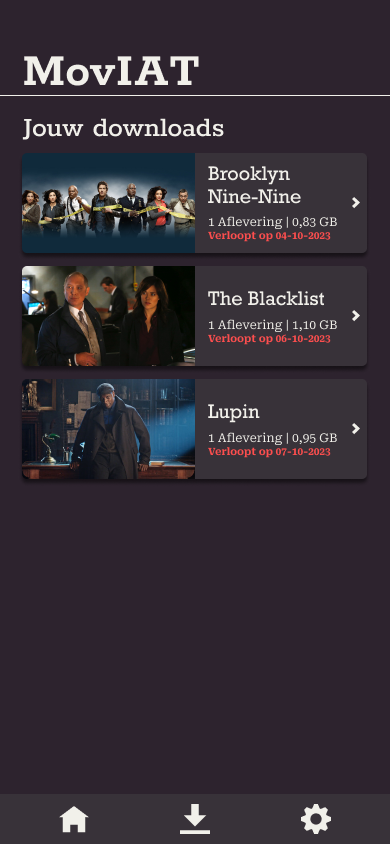 MovIAT
Jouw downloads
Brooklyn
Nine-Nine
1 Aflevering | 0,83 GB
Verloopt op 04-10-2023
The Blacklist
1 Aflevering | 1,10 GB
Verloopt op 06-10-2023
Lupin
1 Aflevering | 0,95 GB
Verloopt op 07-10-2023